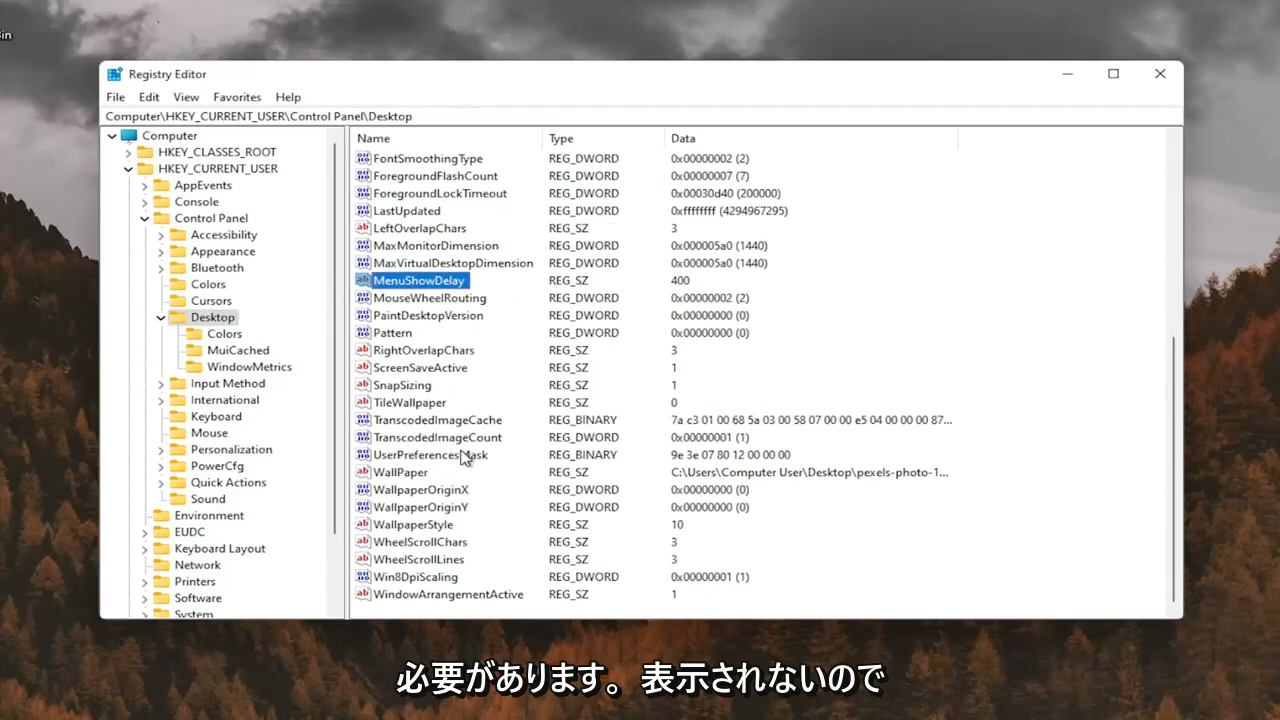 in
Registry Editor
File Edit View Favorites Help
Computer\HKEY_CURRENT_USER\Control Panel\Desktop
Computer
HKEY_CLASSES_ROOT
HKEY_CURRENT_USER
AppEvents
Console
Control Panel
Accessibility
Appearance
Bluetooth
Colors
Cursors
Desktop
Colors
MuiCached
WindowMetrics
Input Method
International
Keyboard
Mouse
Personalization
PowerCfg
Quick Actions
Sound
Environment
EUDC
Keyboard Layout
Network
Printers
Software
System
Name Type Data
FontSmoothingType REG_DWORD 0x00000002 (2)
ForegroundFlashCount REG_DWORD 0x00000007 (7)
ForegroundLockTimeout REG_DWORD 0x00030d40 (200000)
LastUpdated REG_DWORD 0xffffffff (4294967295)
LeftOverlapChars REG_SZ 3
MaxMonitorDimension REG_DWORD 0x000005a0 (1440)
MaxVirtualDesktopDimension REG_DWORD 0x000005a0 (1440)
MenuShowDelay REG_SZ 400
MouseWheelRouting REG_DWORD 0x00000002 (2)
PaintDesktopVersion REG_DWORD 0x00000000 (0)
Pattern REG_DWORD 0x00000000 (0)
RightOverlapChars REG_SZ 3
ScreenSaveActive REG_SZ 1
SnapSizing REG_SZ 1
TileWallpaper REG_SZ 0
TranscodedImageCache REG_BINARY 7a c3 01 00 68 5a 03 00 58 07 00 00 e5 04 00 00 00 87...
TranscodedImageCount REG_DWORD 0x00000001 (1)
UserPreferencesMask REG_BINARY 9e 3e 07 80 12 00 00 00
WallPaper REG_SZ C:\Users\Computer User\Desktop\pexels-photo-1...
WallpaperOriginX REG_DWORD 0x00000000 (0)
WallpaperOriginY REG_DWORD 0x00000000 (0)
WallpaperStyle REG_SZ 10
WheelScrollChars REG_SZ 3
WheelScrollLines REG_SZ 3
Win8DpiScaling REG_DWORD 0x00000001 (1)
WindowArrangementActive REG_SZ 1
必要があります。表示されないので